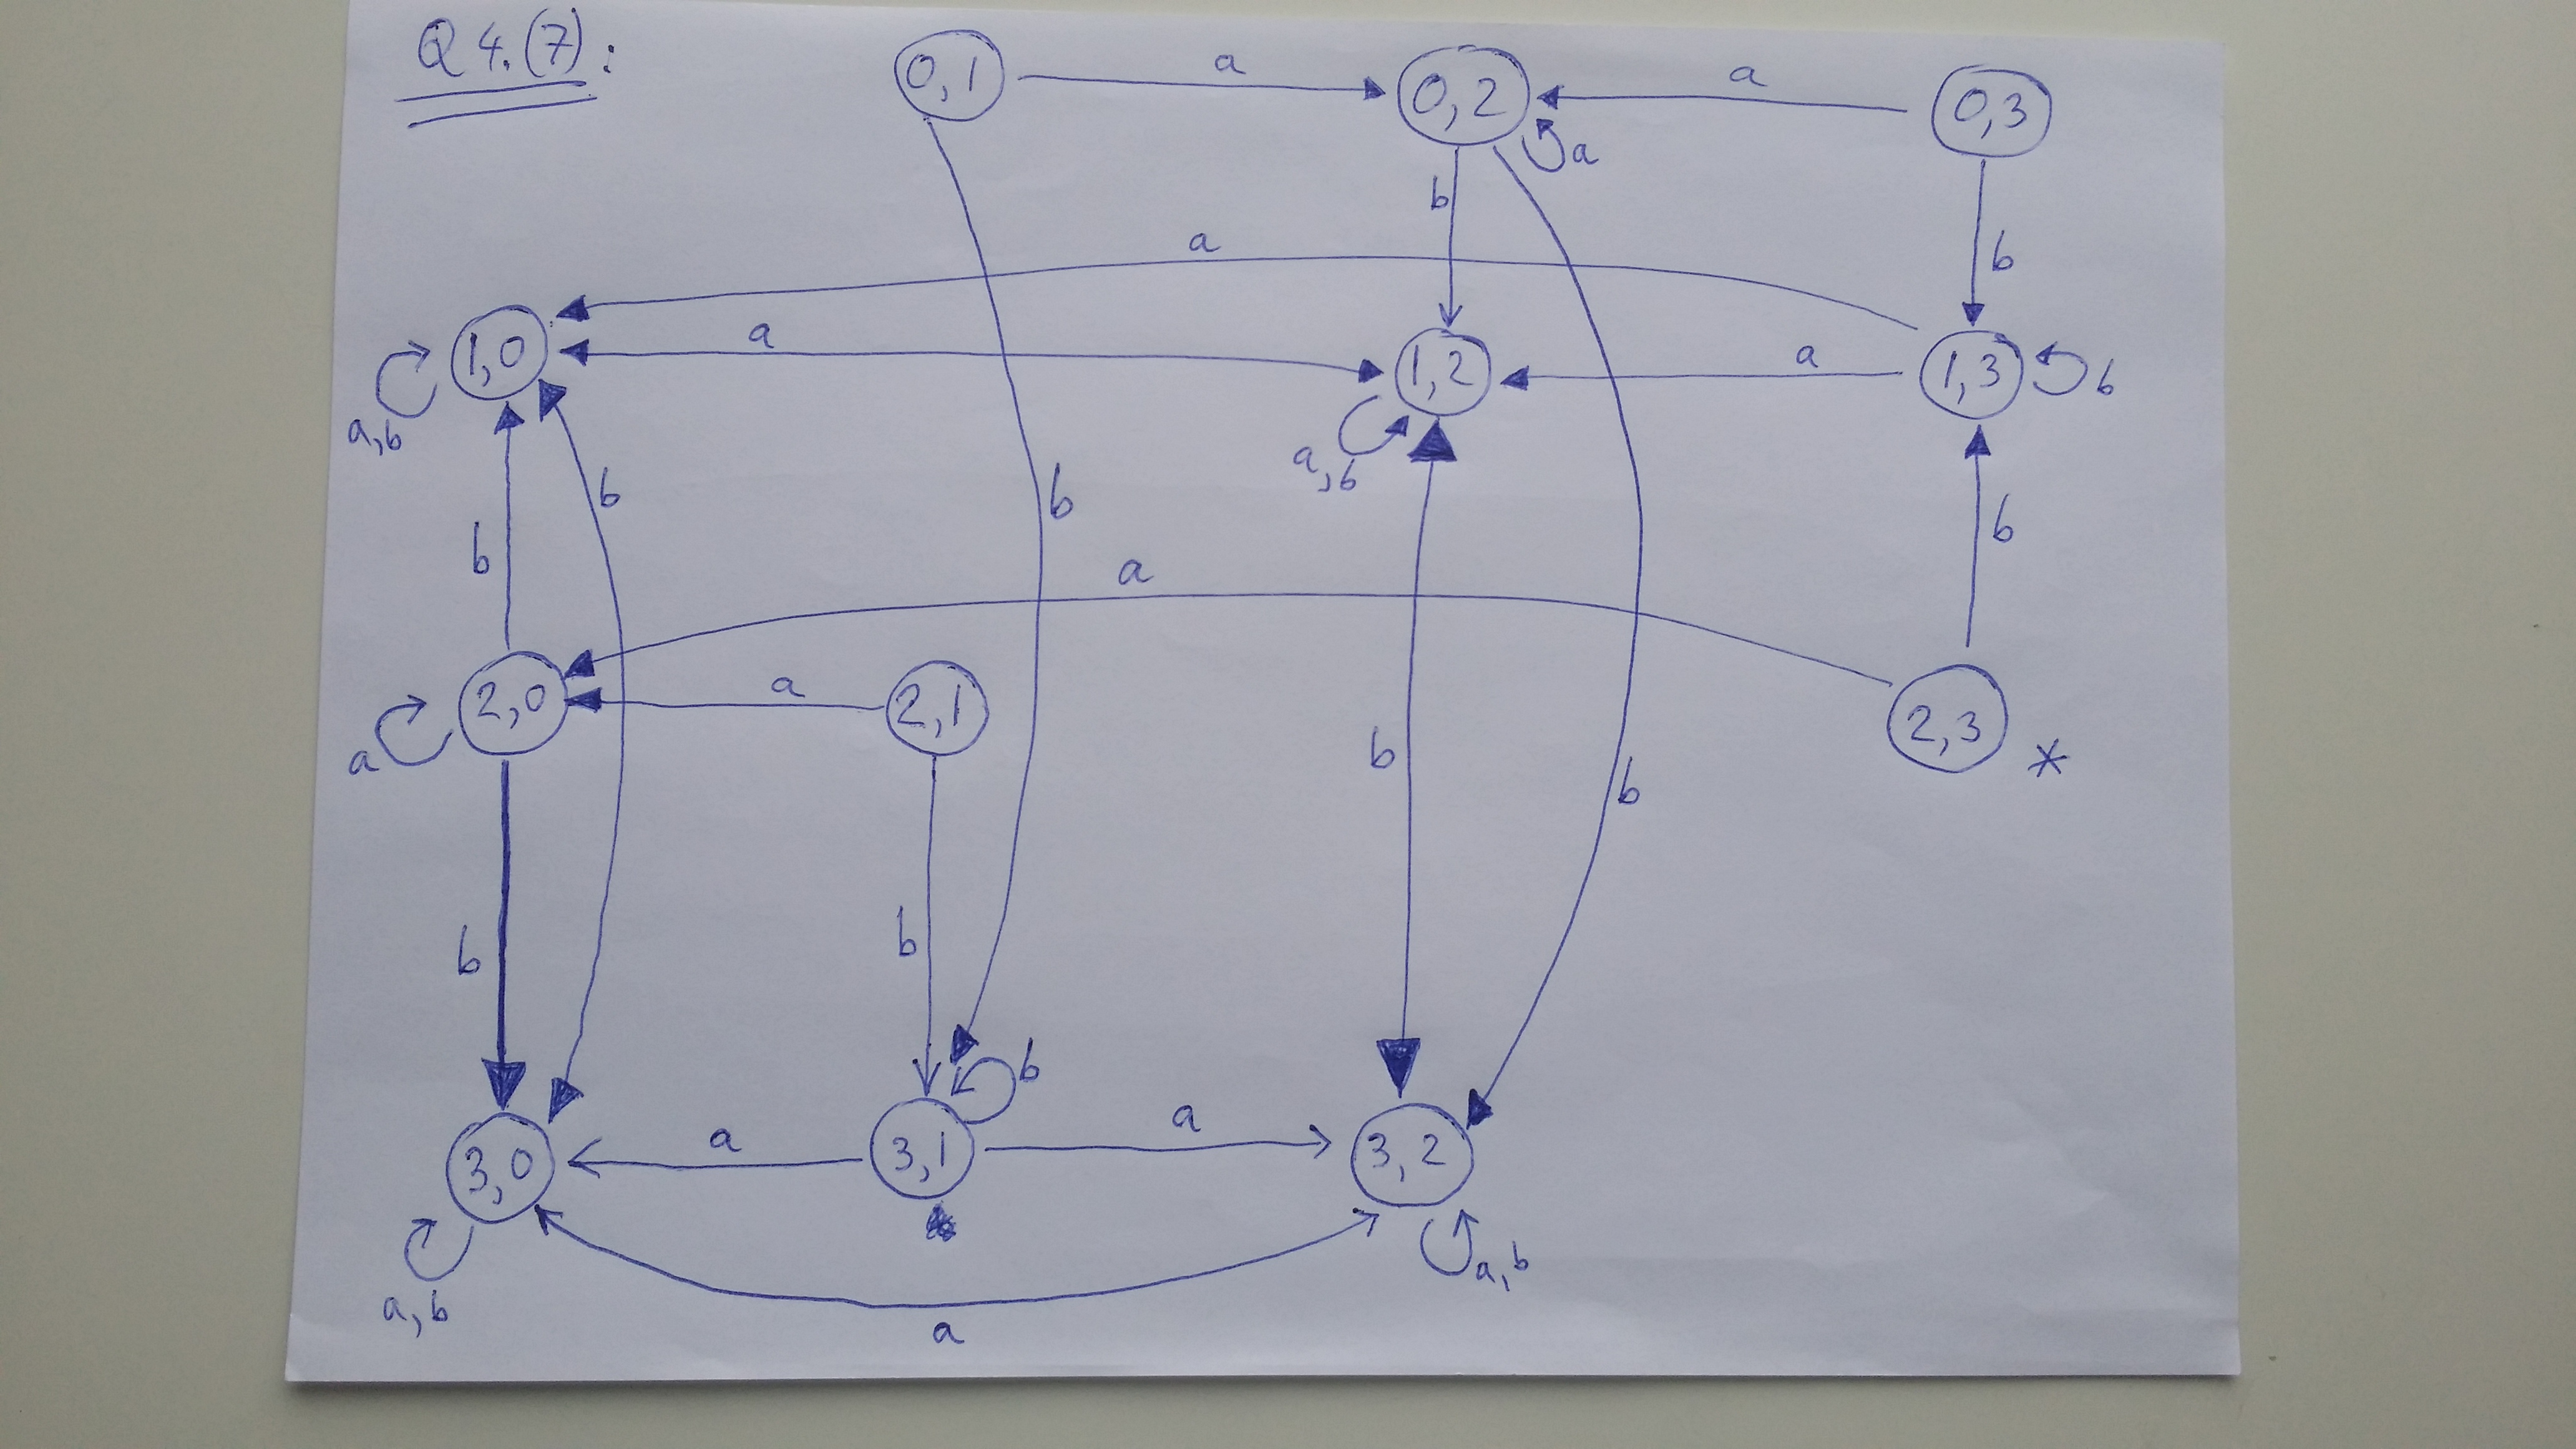 Q4.(7):
0,1 a 0,2 a 0,3
a
b b
a
1,0 a 1,2 a 1,3 b
a,b a,b
b b b
b a
2,0 a 2,1 2,3 *
a b b
b b
b
3,0 a 3,1 a 3,2
a,b a,b
a